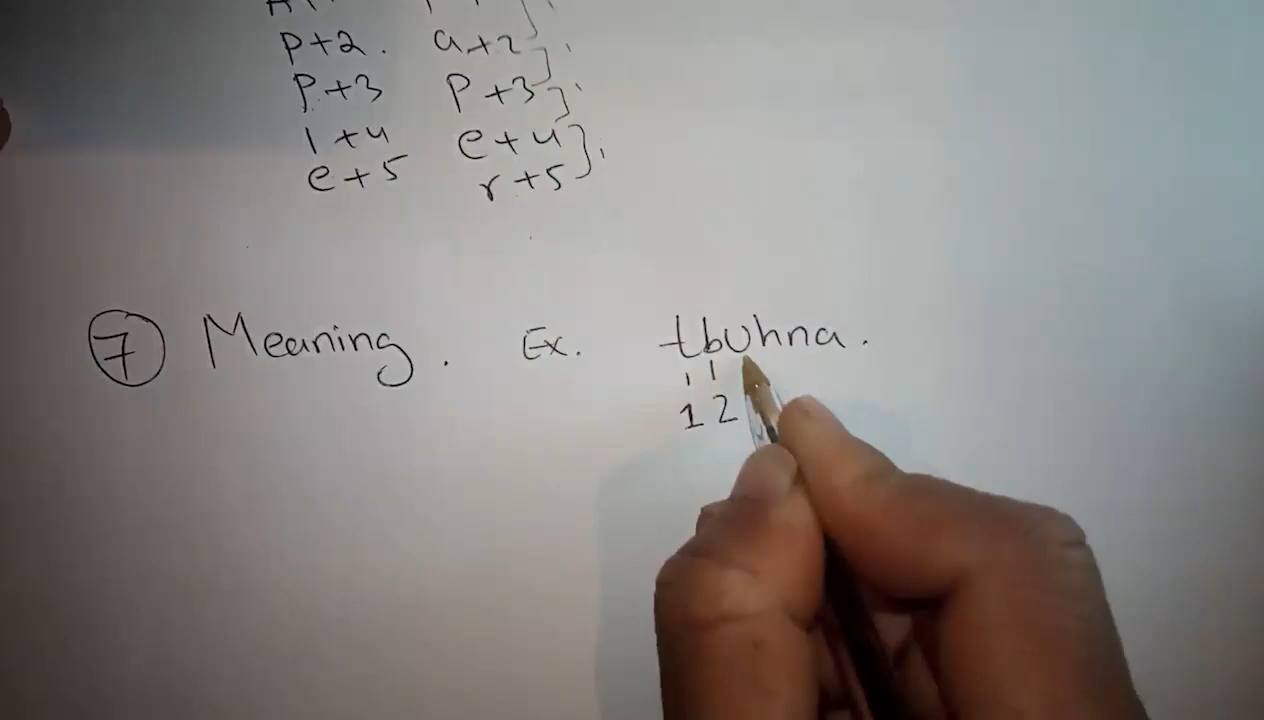 p+2. a+2
p+3 p+3
l+4 e+4
e+5 r+5
7 Meaning. Ex. tbuhna.
1 2